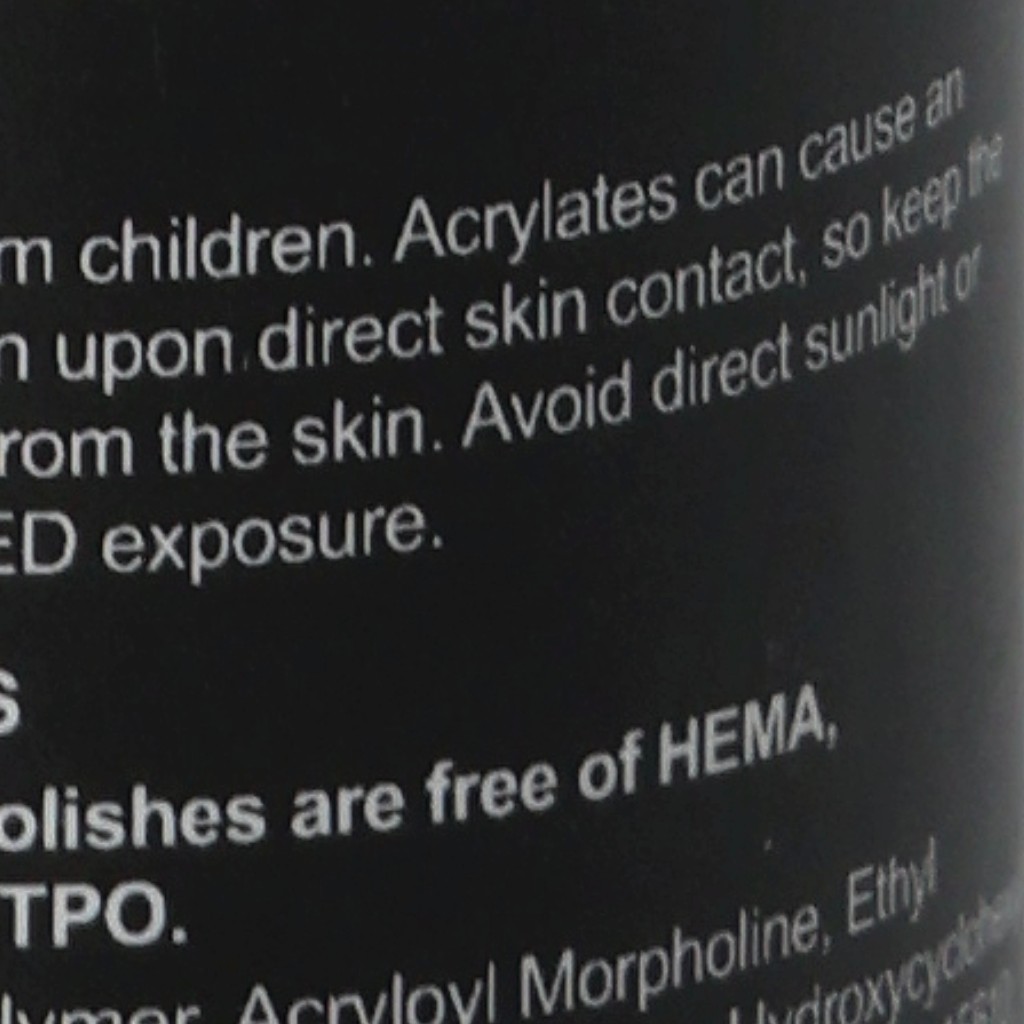 m children. Acrylates can cause an
n upon direct skin contact, so keep the
rom the skin. Avoid direct sunlight or
ED exposure.
S
olishes are free of HEMA,
TPO.
lymer, Acryloyl Morpholine, Ethyl